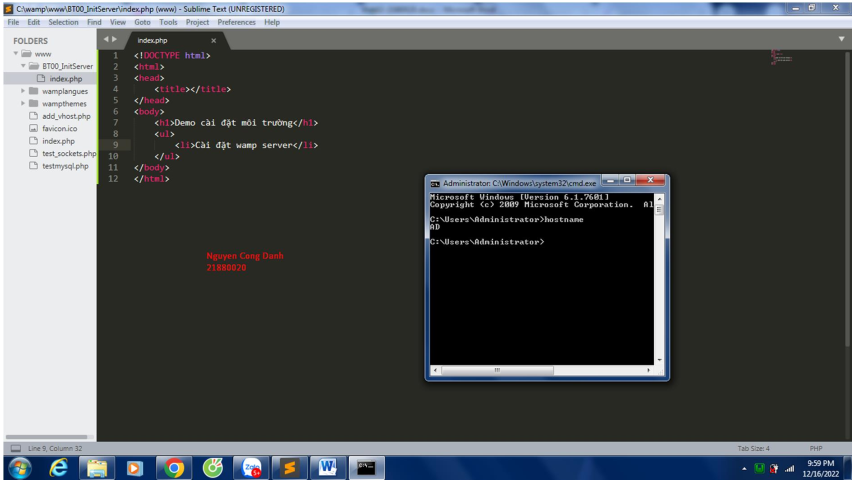 C:\wamp\www\BT00_InitServer\index.php (www) - Sublime Text (UNREGISTERED)
File Edit Selection Find View Goto Tools Project Preferences Help
FOLDERS
www
BT00_InitServer
index.php
wamplangues
wampthemes
add_vhost.php
favicon.ico
index.php
test_sockets.php
testmysql.php
index.php
1 <!DOCTYPE html>
2 <html>
3 <head>
4 <title></title>
5 </head>
6 <body>
7 <h1>Demo cài đặt môi trường</h1>
8 <ul>
9 <li>Cài đặt wamp server</li>
10 </ul>
11 </body>
12 </html>
Nguyen Cong Danh
21880020
Administrator: C:\Windows\system32\cmd.exe
Microsoft Windows [Version 6.1.7601]
Copyright (c) 2009 Microsoft Corporation. Al
C:\Users\Administrator>hostname
AD
C:\Users\Administrator>
Line 9, Column 32
Tab Size: 4
PHP
Zalo
5+
9:59 PM
12/16/2022